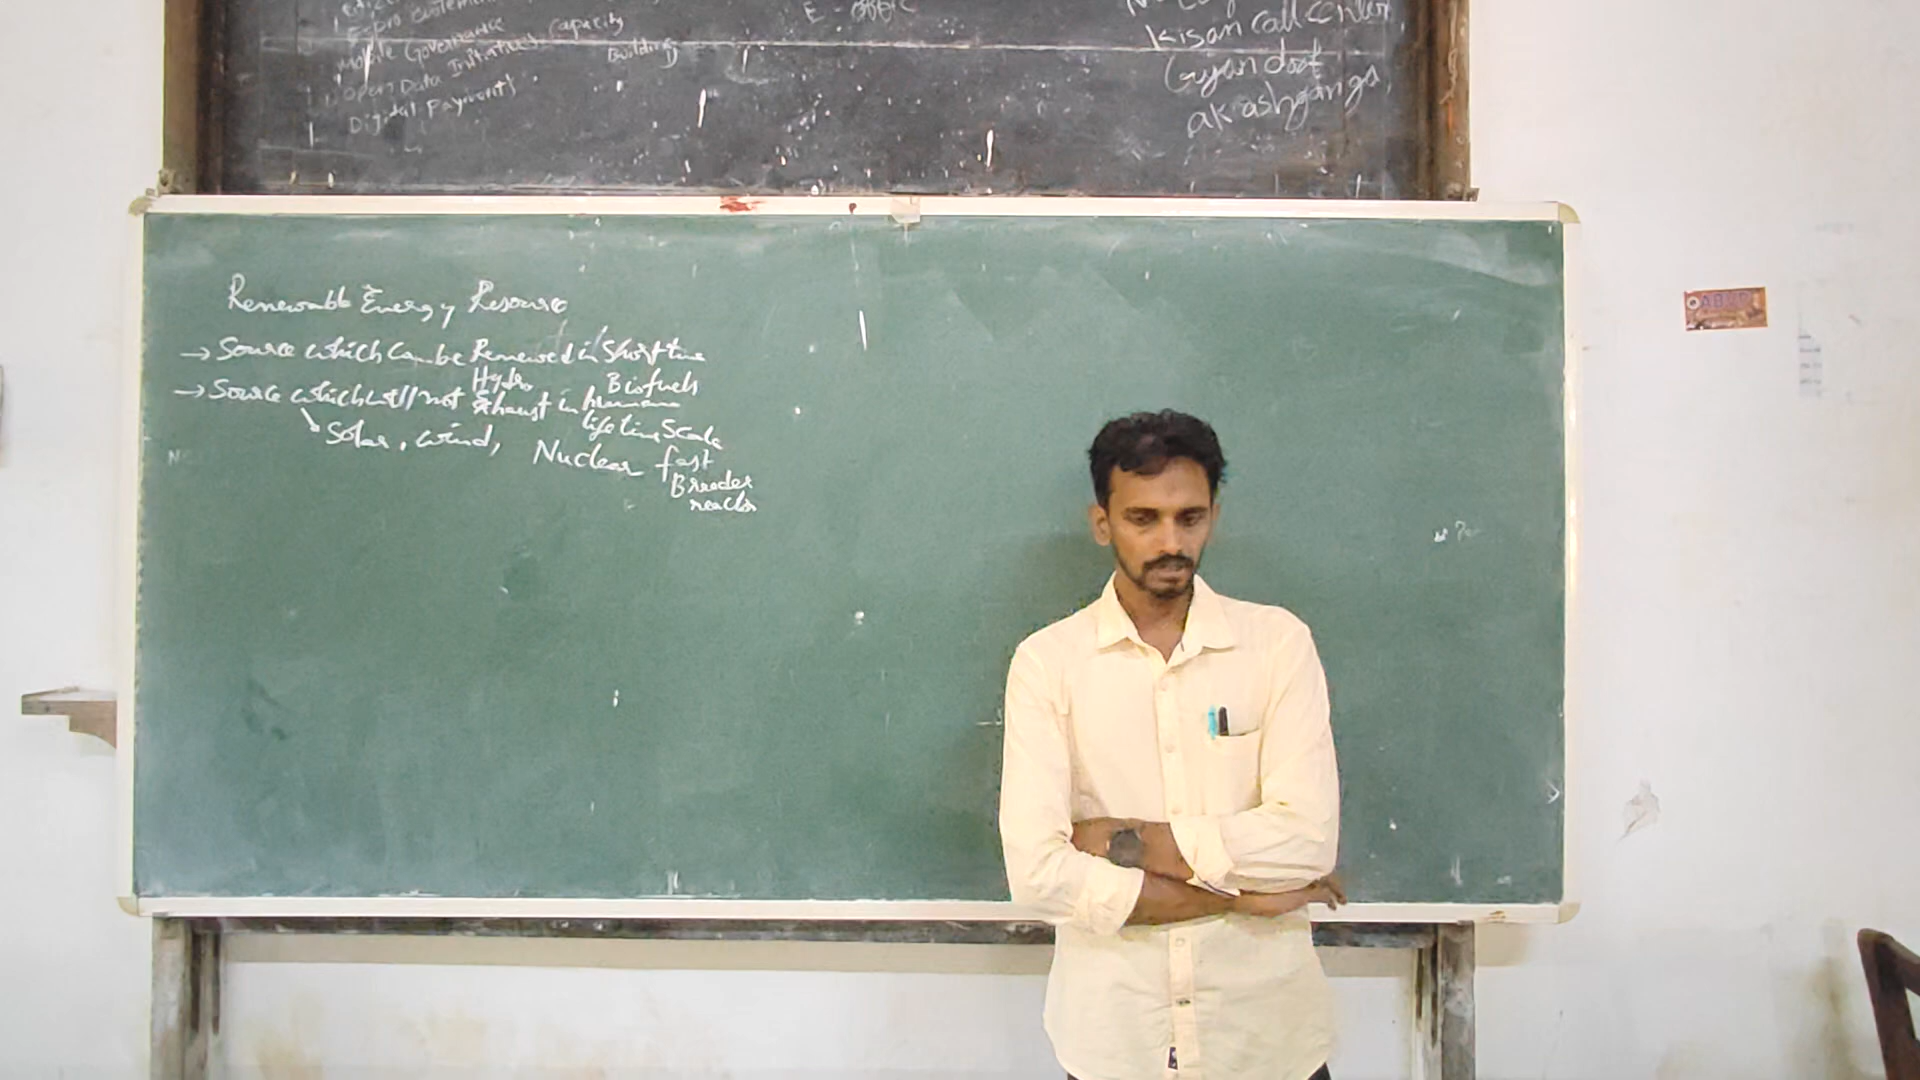 Mobile Governance
Open Data Initiatives, Capacity
Building
Digital Payments
E - office
Kisan call center
Gyandoot
akashganga,
Renewable Energy Resource
→ Source which can be Renewed in Short time
Hydro Biofuels
→ Source which will not Exhaust in human
life time Scale
Solar, wind, Nuclear fast
Breeder
reactor